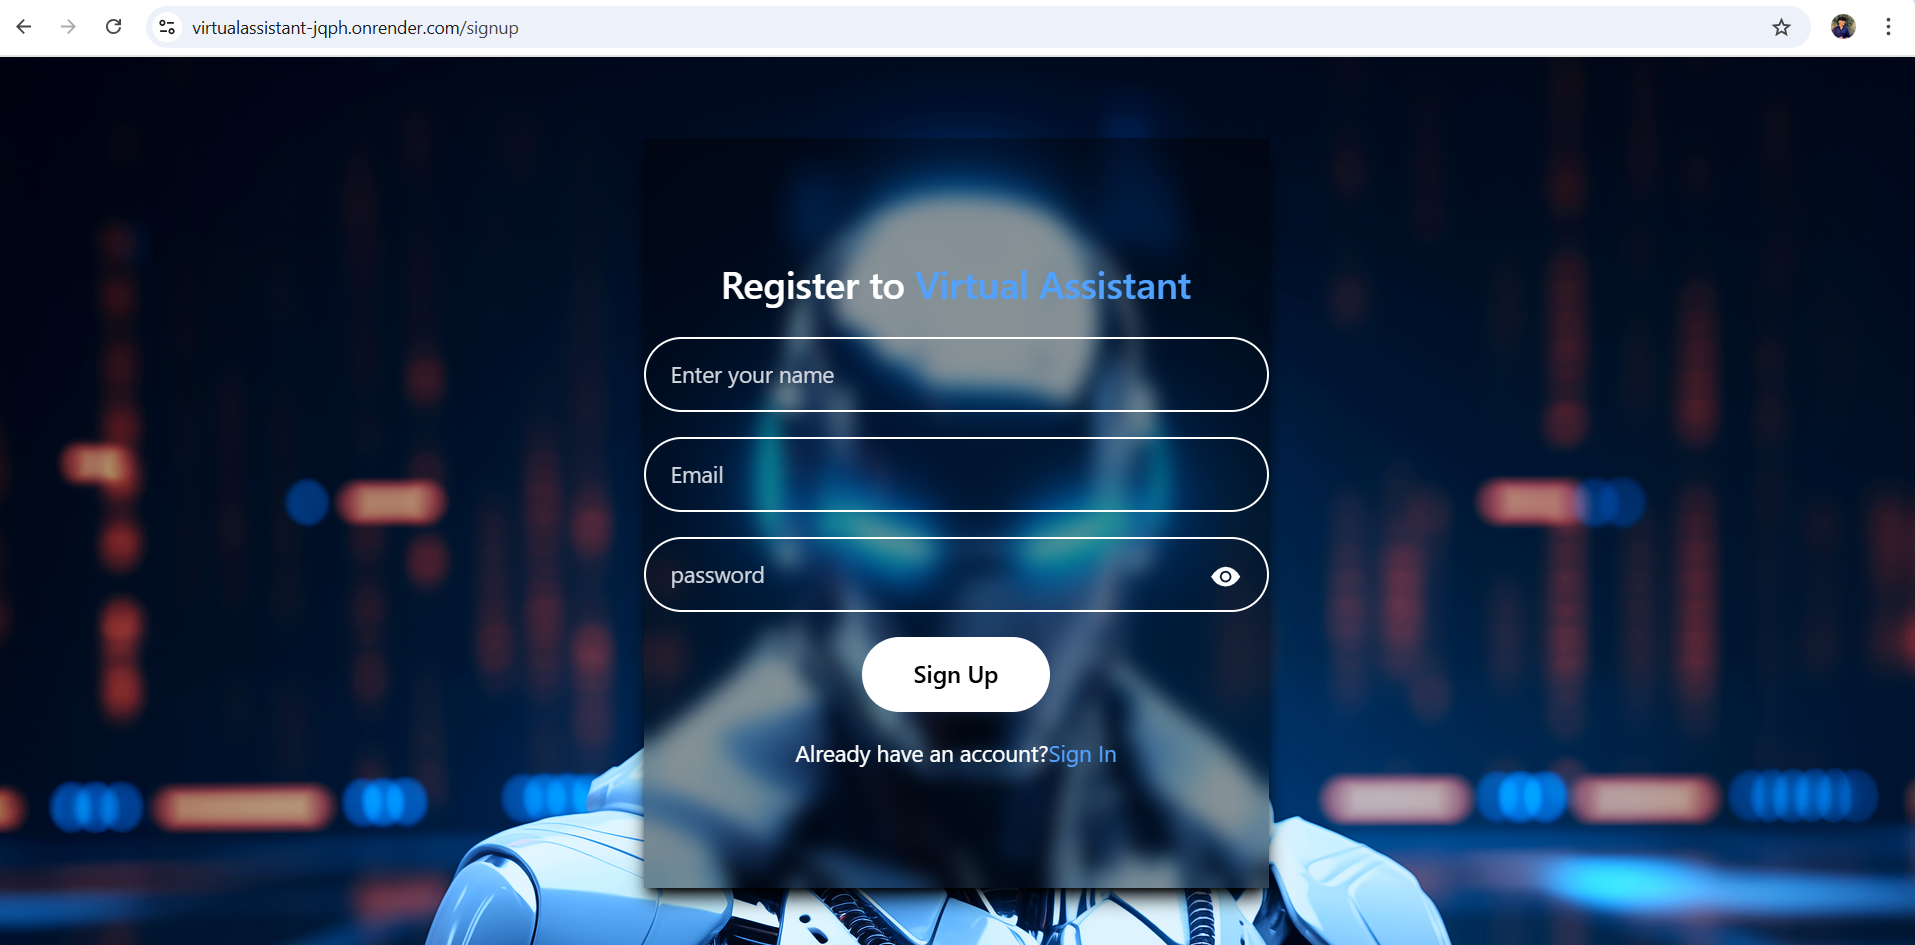 virtualassistant-jqph.onrender.com/signup
Register to Virtual Assistant
Enter your name
Email
password
Sign Up
Already have an account?Sign In